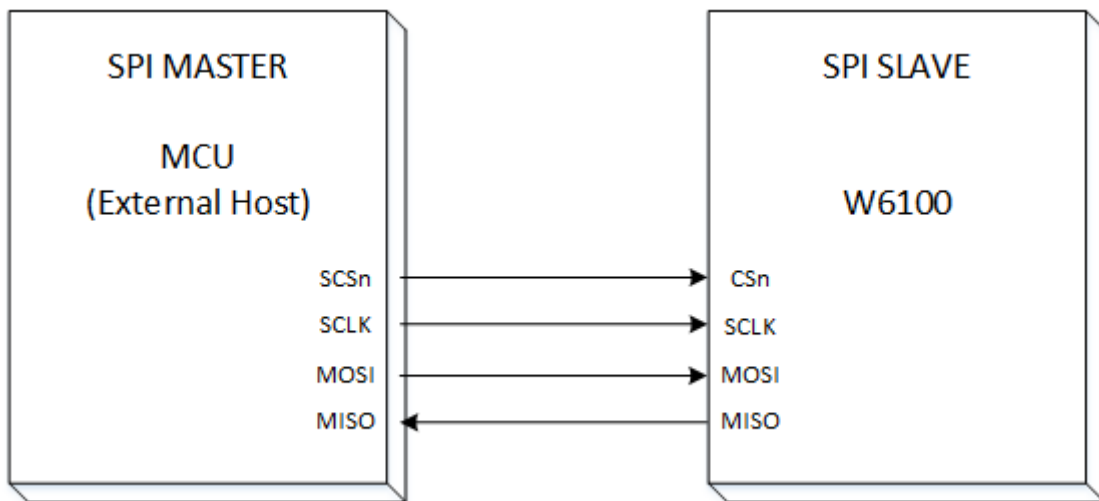 SPI MASTER
MCU
(External Host)
SCSn
SCLK
MOSI
MISO
SPI SLAVE
W6100
CSn
SCLK
MOSI
MISO